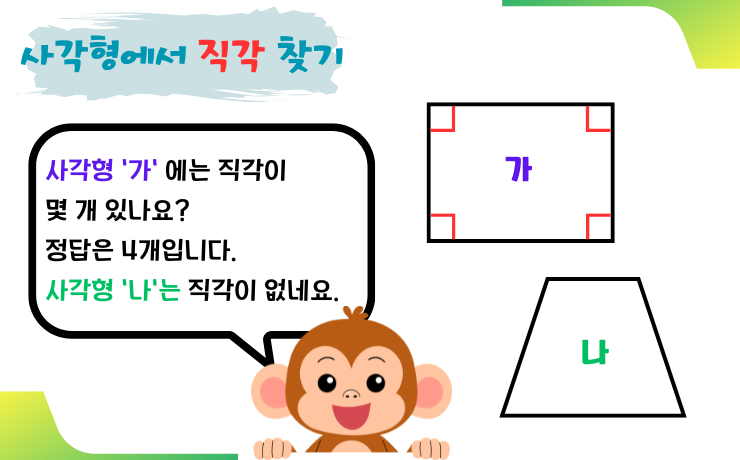 사각형에서 직각 찾기
사각형 '가' 에는 직각이
몇 개 있나요?
정답은 4개입니다.
사각형 '나'는 직각이 없네요.
가
나